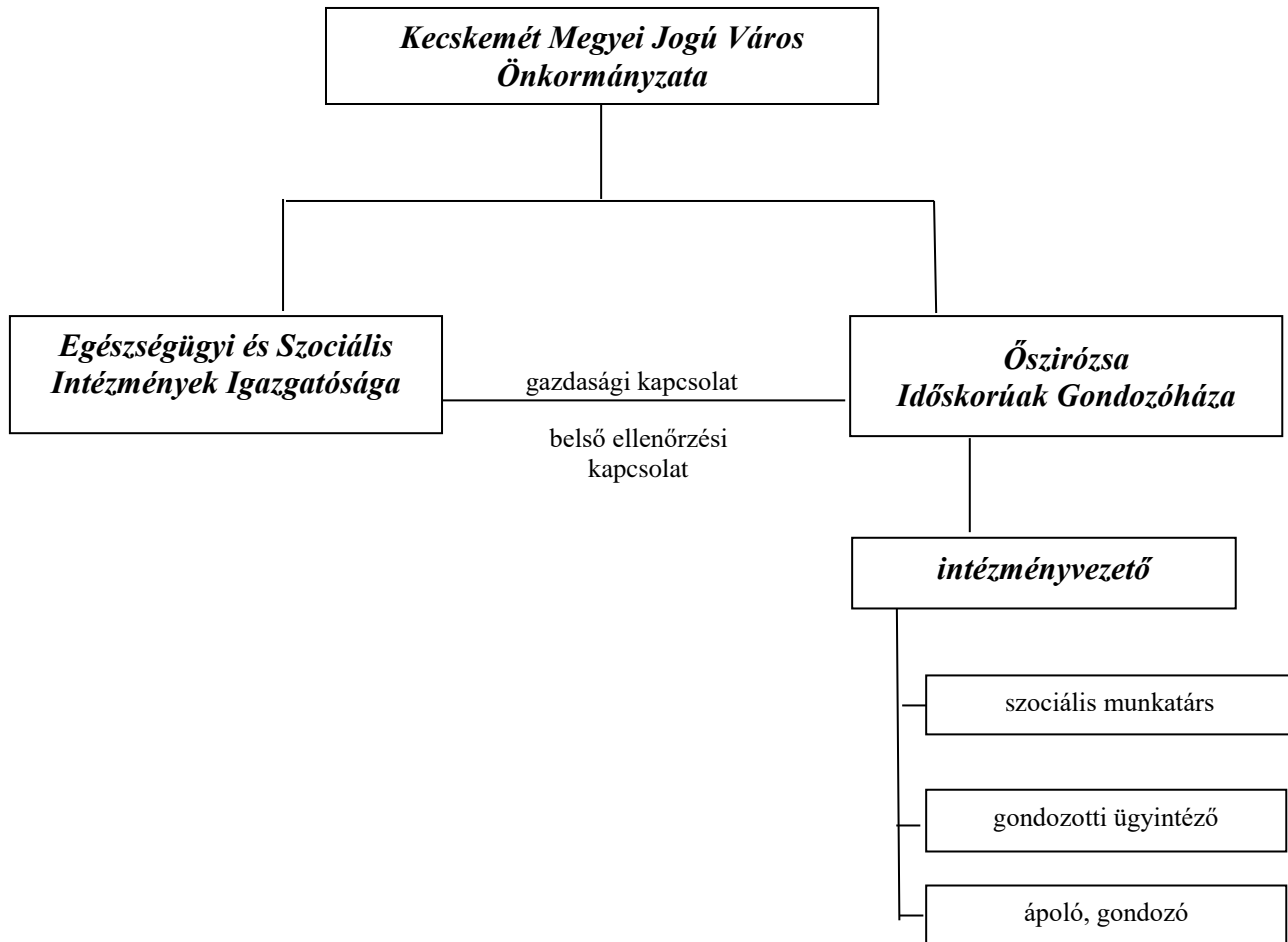 Kecskemét Megyei Jogú Város
Önkormányzata
Egészségügyi és Szociális
Intézmények Igazgatósága
gazdasági kapcsolat
belső ellenőrzési
kapcsolat
Őszirózsa
Időskorúak Gondozóháza
intézményvezető
szociális munkatárs
gondozotti ügyintéző
ápoló, gondozó